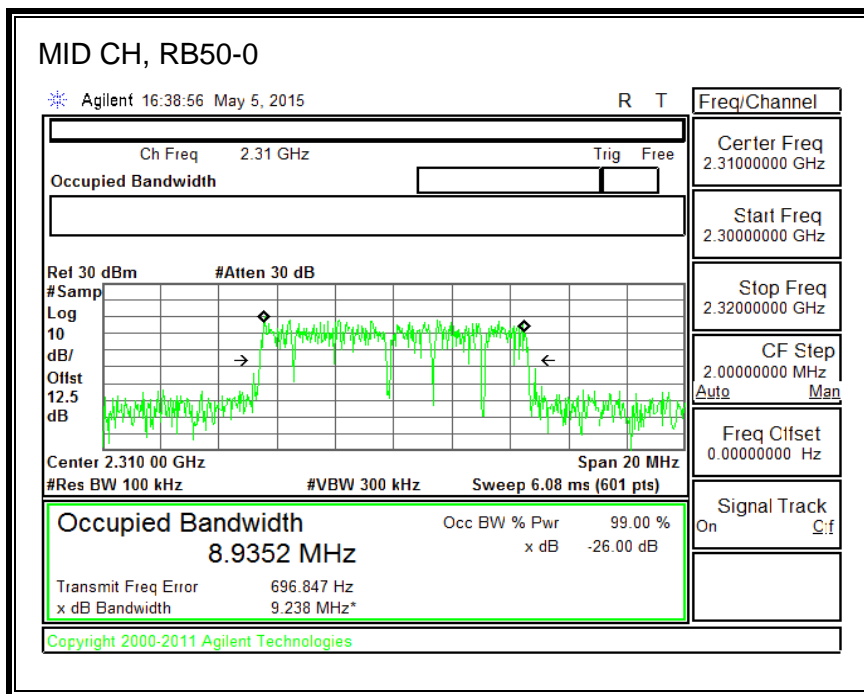 MID CH, RB50-0
Agilent 16:38:56 May 5, 2015 R T
Freq/Channel
Ch Freq 2.31 GHz Trig Free
Occupied Bandwidth
Center Freq
2.31000000 GHz
Start Freq
2.30000000 GHz
Stop Freq
2.32000000 GHz
CF Step
2.00000000 MHz
Auto Man
Freq Offset
0.00000000 Hz
Signal Track
On Off
Ref 30 dBm #Atten 30 dB
#Samp
Log
10
dB/
Offst
12.5
dB
Center 2.310 00 GHz Span 20 MHz
#Res BW 100 kHz #VBW 300 kHz Sweep 6.08 ms (601 pts)
Occupied Bandwidth
8.9352 MHz
Occ BW % Pwr 99.00 %
x dB -26.00 dB
Transmit Freq Error 696.847 Hz
x dB Bandwidth 9.238 MHz*
Copyright 2000-2011 Agilent Technologies